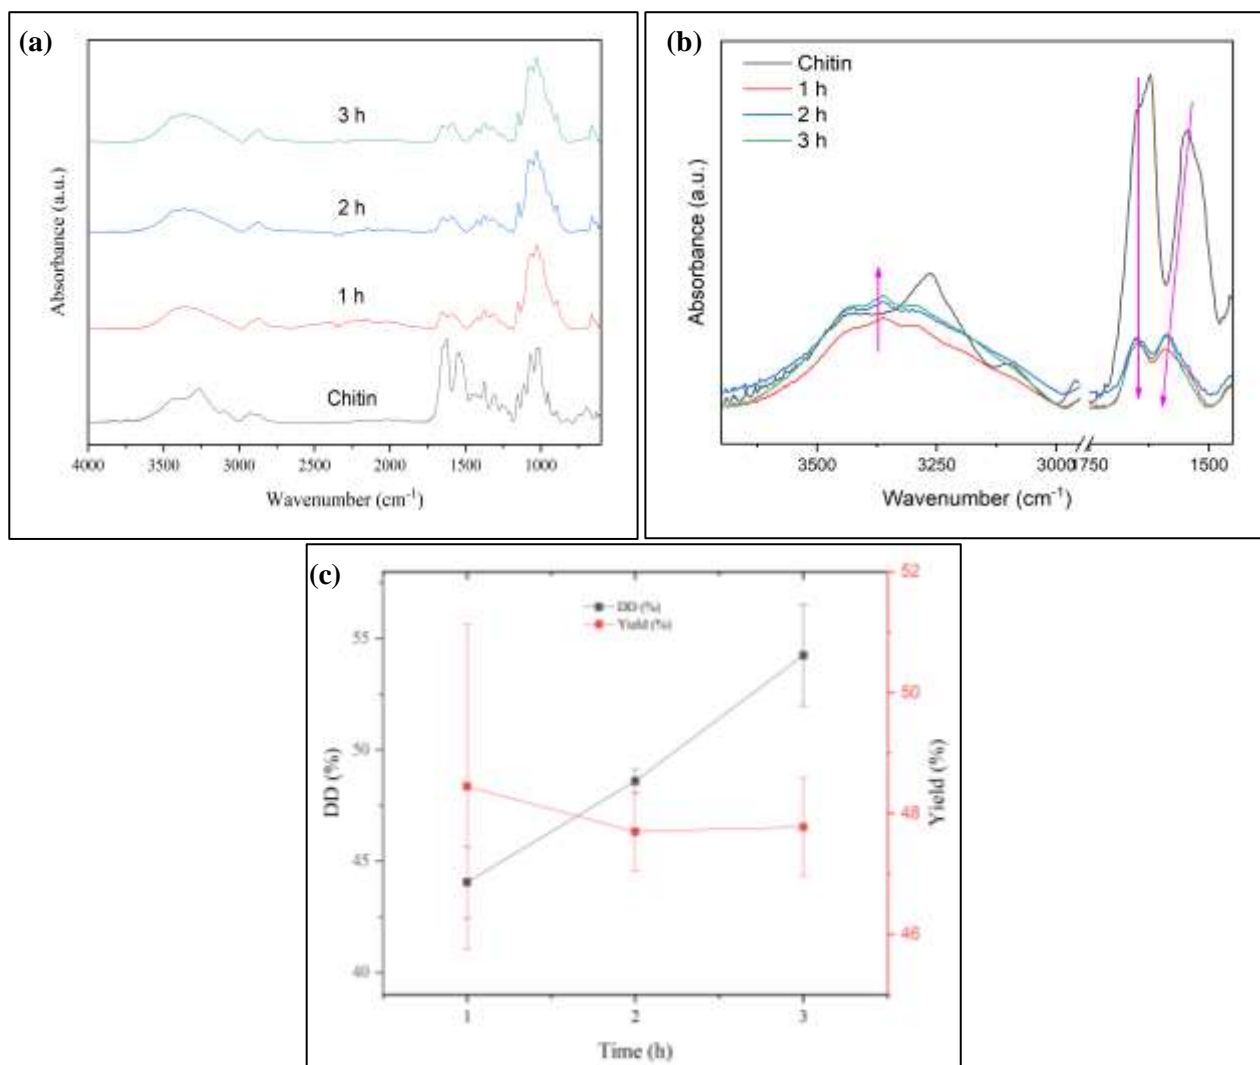 (a)
3 h
2 h
1 h
Chitin
Absorbance (a.u.)
4000 3500 3000 2500 2000 1500 1000
Wavenumber (cm⁻¹)
(b)
Chitin
1 h
2 h
3 h
Absorbance (a.u.)
3500 3250 3000 1750 1500
Wavenumber (cm⁻¹)
(c)
DD (%)
Yield (%)
55
50
45
40
DD (%)
52
50
48
46
Yield (%)
1 2 3
Time (h)